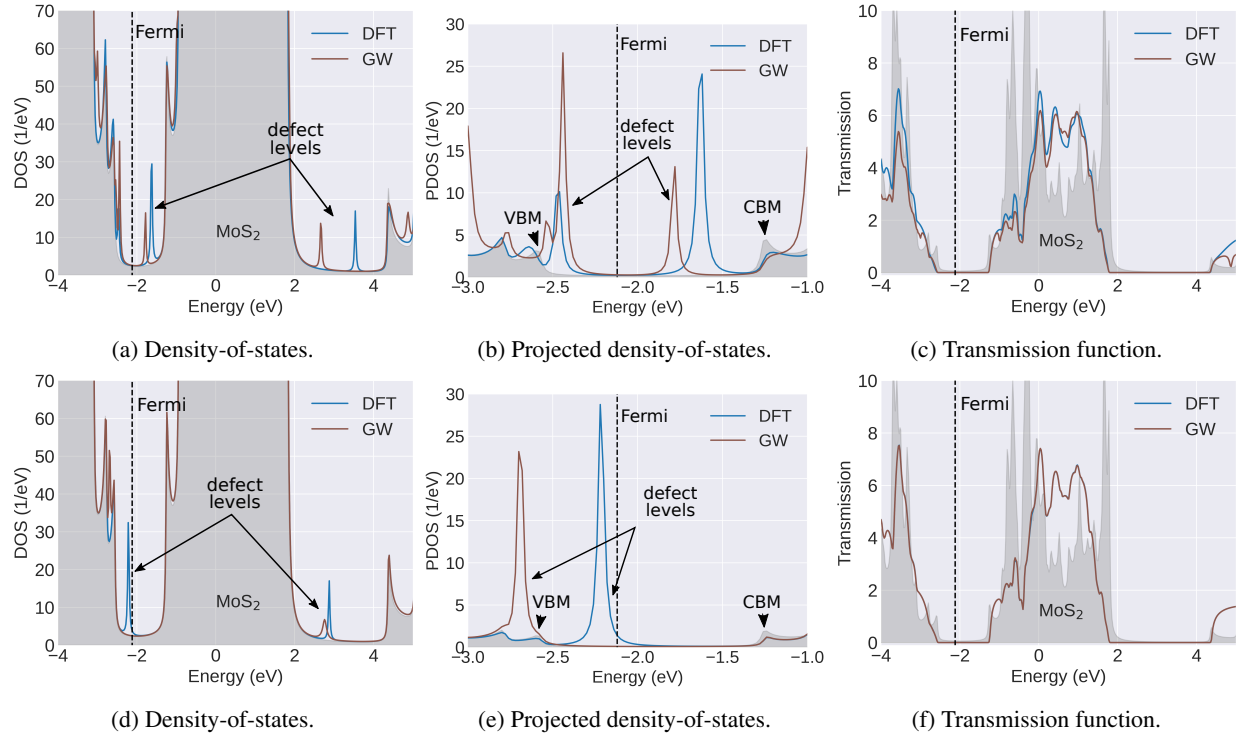 70
60
50
40
30
20
10
0
DOS (1/eV)
−4
−2
0
2
4
Energy (eV)
Fermi
DFT
GW
defect
levels
MoS2
(a) Density-of-states.
30
25
20
15
10
5
0
PDOS (1/eV)
−3.0
−2.5
−2.0
−1.5
−1.0
Energy (eV)
Fermi
DFT
GW
defect
levels
VBM
CBM
(b) Projected density-of-states.
10
8
6
4
2
0
Transmission
−4
−2
0
2
4
Energy (eV)
Fermi
DFT
GW
MoS2
(c) Transmission function.
70
60
50
40
30
20
10
0
DOS (1/eV)
−4
−2
0
2
4
Energy (eV)
Fermi
DFT
GW
defect
levels
MoS2
(d) Density-of-states.
30
25
20
15
10
5
0
PDOS (1/eV)
−3.0
−2.5
−2.0
−1.5
−1.0
Energy (eV)
Fermi
DFT
GW
defect
levels
VBM
CBM
(e) Projected density-of-states.
10
8
6
4
2
0
Transmission
−4
−2
0
2
4
Energy (eV)
Fermi
DFT
GW
MoS2
(f) Transmission function.